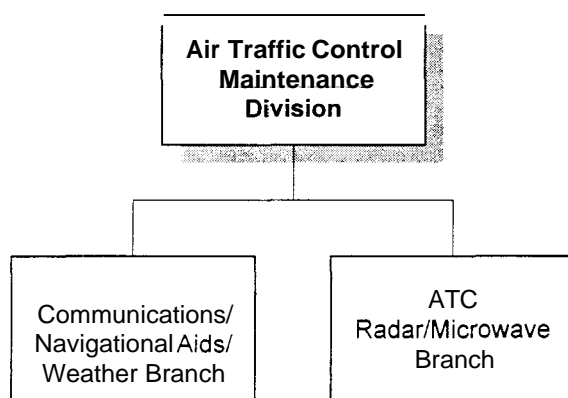 Air Traffic Control
Maintenance
Division
Communications/
Navigational Aids/
Weather Branch
ATC
Radar/Microwave
Branch